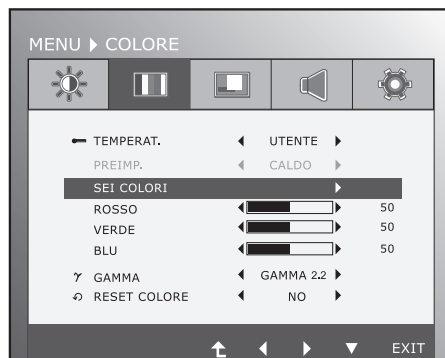 MENU COLORE
TEMPERAT. UTENTE
PREIMP. CALDO
SEI COLORI
ROSSO 50
VERDE 50
BLU 50
γ GAMMA GAMMA 2.2
RESET COLORE NO
EXIT